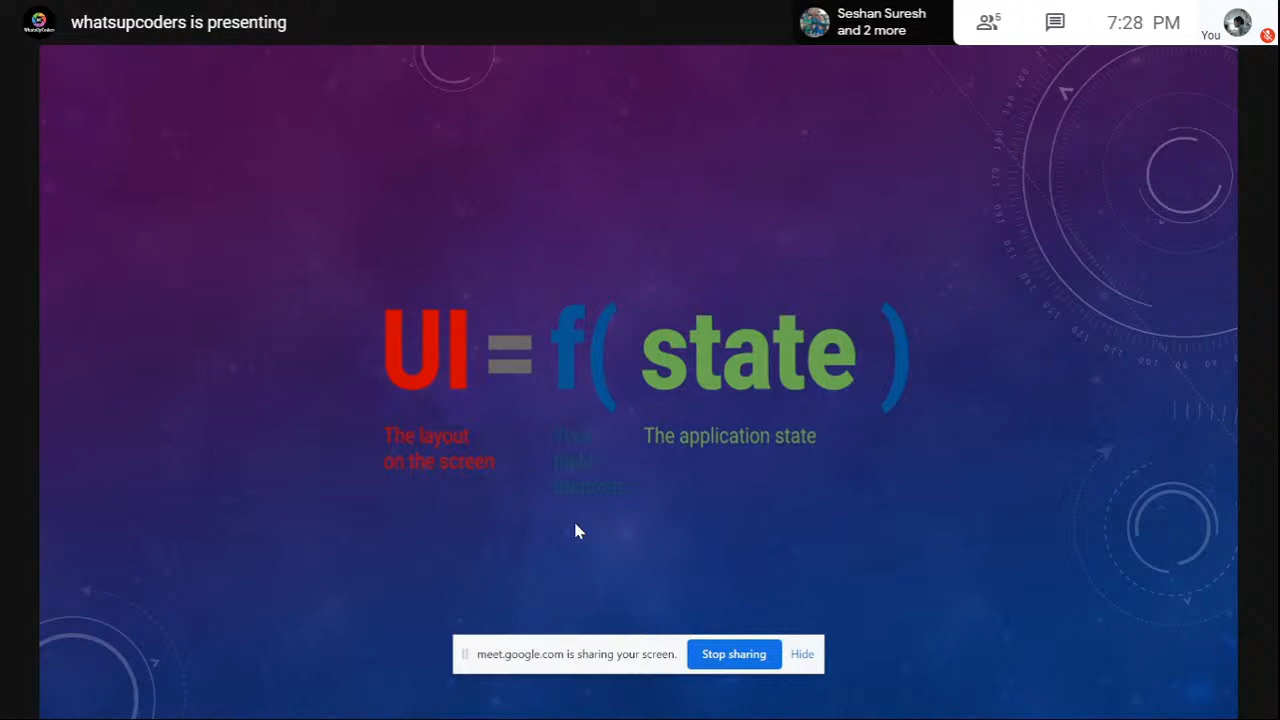 whatsupcoders is presenting
Seshan Suresh
and 2 more
5
7:28 PM
You
UI = f( state )
The layout
on the screen
The application state
meet.google.com is sharing your screen.
Stop sharing
Hide